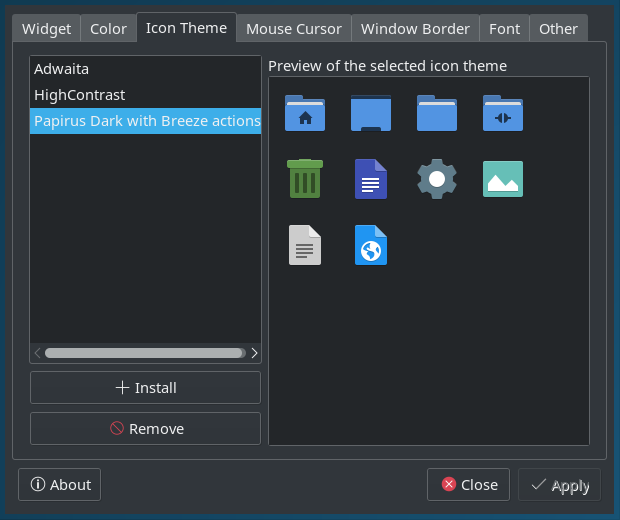 Widget Color Icon Theme Mouse Cursor Window Border Font Other
Adwaita
HighContrast
Papirus Dark with Breeze actions
Preview of the selected icon theme
Install
Remove
About
Close
Apply